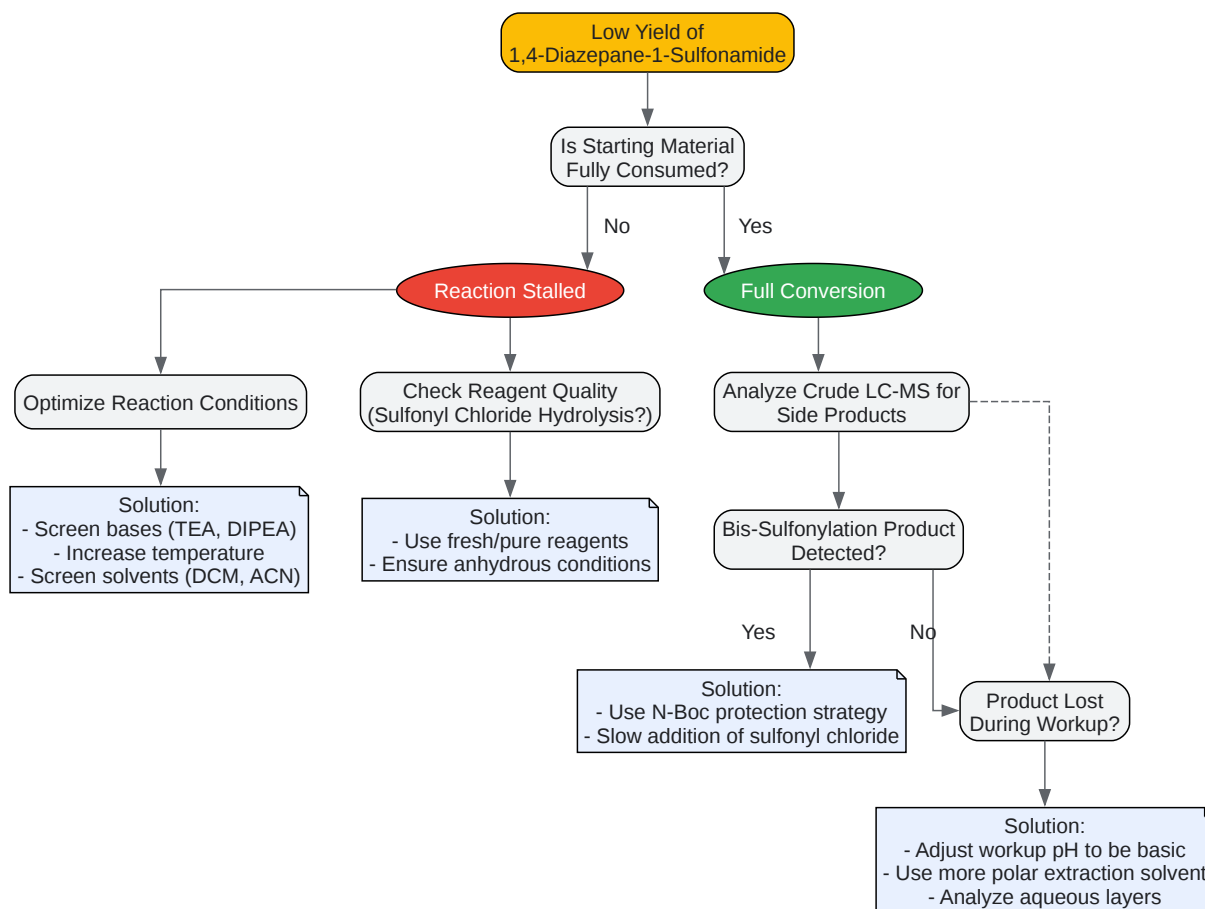 Low Yield of
1,4-Diazepane-1-Sulfonamide
Is Starting Material
Fully Consumed?
No
Yes
Reaction Stalled
Full Conversion
Optimize Reaction Conditions
Check Reagent Quality
(Sulfonyl Chloride Hydrolysis?)
Analyze Crude LC-MS for
Side Products
Solution:
- Screen bases (TEA, DIPEA)
- Increase temperature
- Screen solvents (DCM, ACN)
Solution:
- Use fresh/pure reagents
- Ensure anhydrous conditions
Bis-Sulfonylation Product
Detected?
Yes
No
Solution:
- Use N-Boc protection strategy
- Slow addition of sulfonyl chloride
Product Lost
During Workup?
Solution:
- Adjust workup pH to be basic
- Use more polar extraction solvent
- Analyze aqueous layers